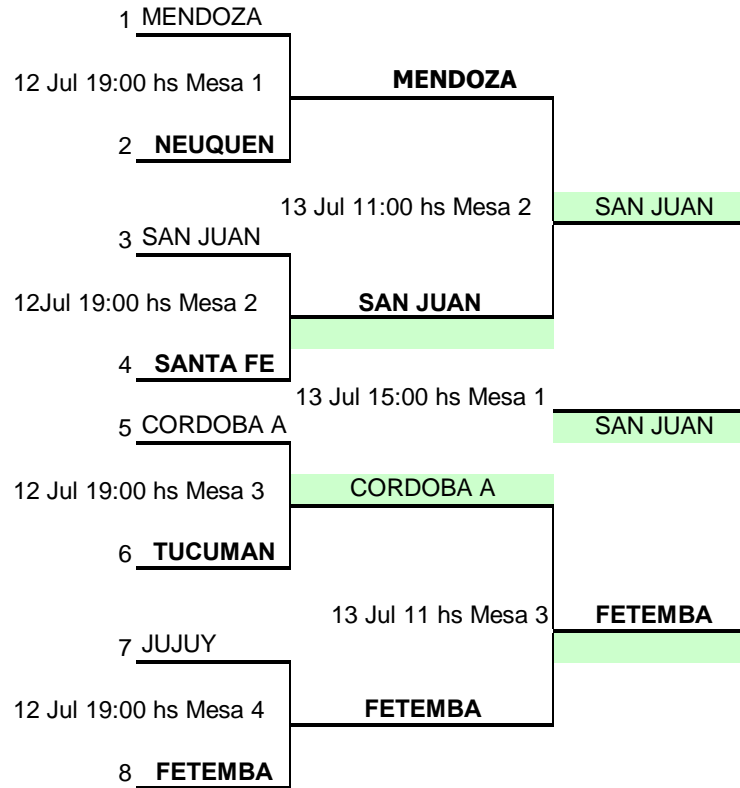 1 MENDOZA
12 Jul 19:00 hs Mesa 1
MENDOZA
2 NEUQUEN
13 Jul 11:00 hs Mesa 2
SAN JUAN
3 SAN JUAN
12Jul 19:00 hs Mesa 2
SAN JUAN
4 SANTA FE
13 Jul 15:00 hs Mesa 1
SAN JUAN
5 CORDOBA A
12 Jul 19:00 hs Mesa 3
CORDOBA A
6 TUCUMAN
13 Jul 11 hs Mesa 3
FETEMBA
7 JUJUY
12 Jul 19:00 hs Mesa 4
FETEMBA
8 FETEMBA